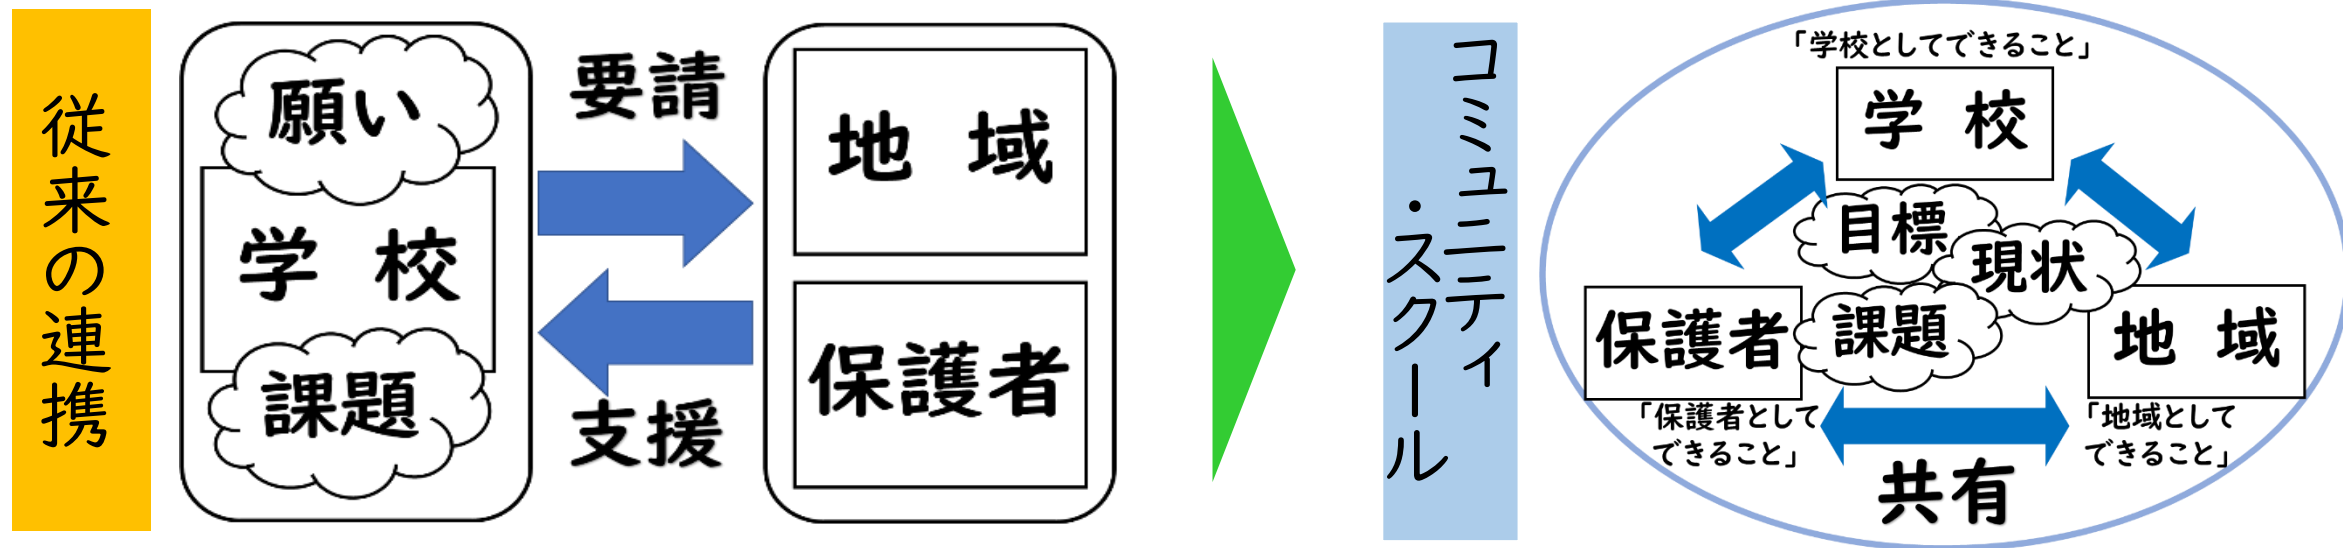 従来の連携
願い
学校
課題
要請
支援
地域
保護者
コミュニティ
・スクール
「学校としてできること」
学校
目標
現状
課題
保護者
地域
「保護者として
できること」
「地域として
できること」
共有